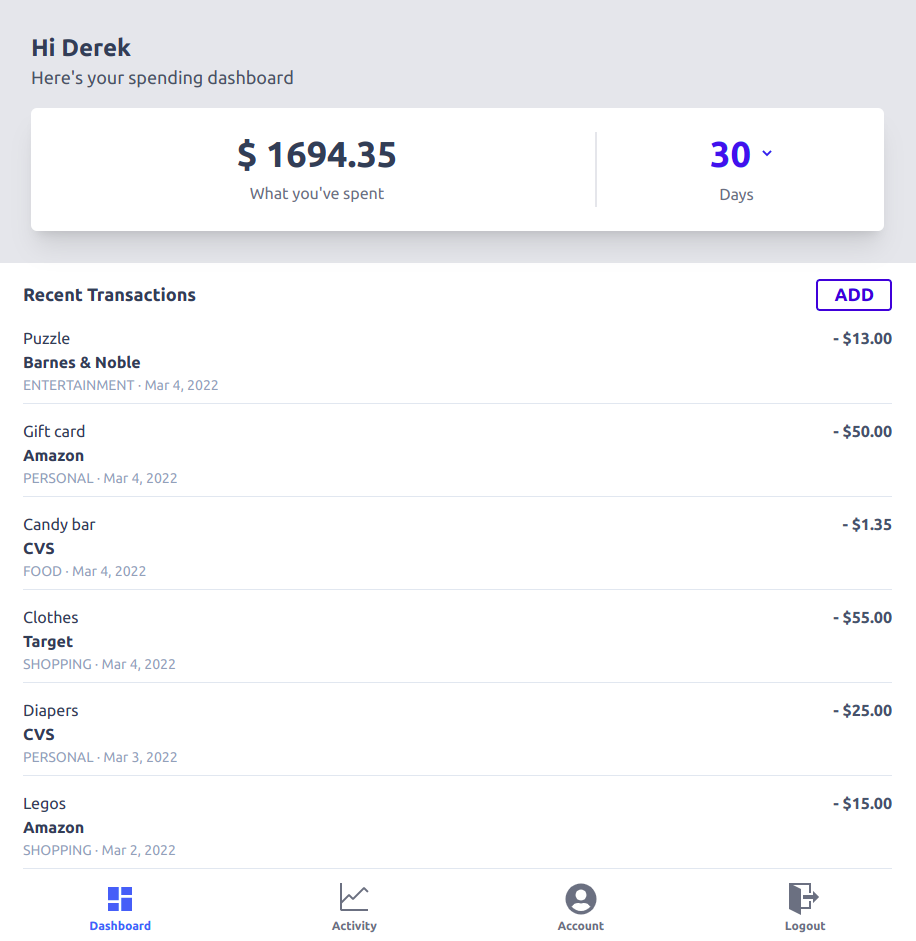 Hi Derek
Here's your spending dashboard
$ 1694.35
What you've spent
30
Days
Recent Transactions
ADD
Puzzle
- $13.00
Barnes & Noble
ENTERTAINMENT · Mar 4, 2022
Gift card
- $50.00
Amazon
PERSONAL · Mar 4, 2022
Candy bar
- $1.35
CVS
FOOD · Mar 4, 2022
Clothes
- $55.00
Target
SHOPPING · Mar 4, 2022
Diapers
- $25.00
CVS
PERSONAL · Mar 3, 2022
Legos
- $15.00
Amazon
SHOPPING · Mar 2, 2022
Dashboard
Activity
Account
Logout